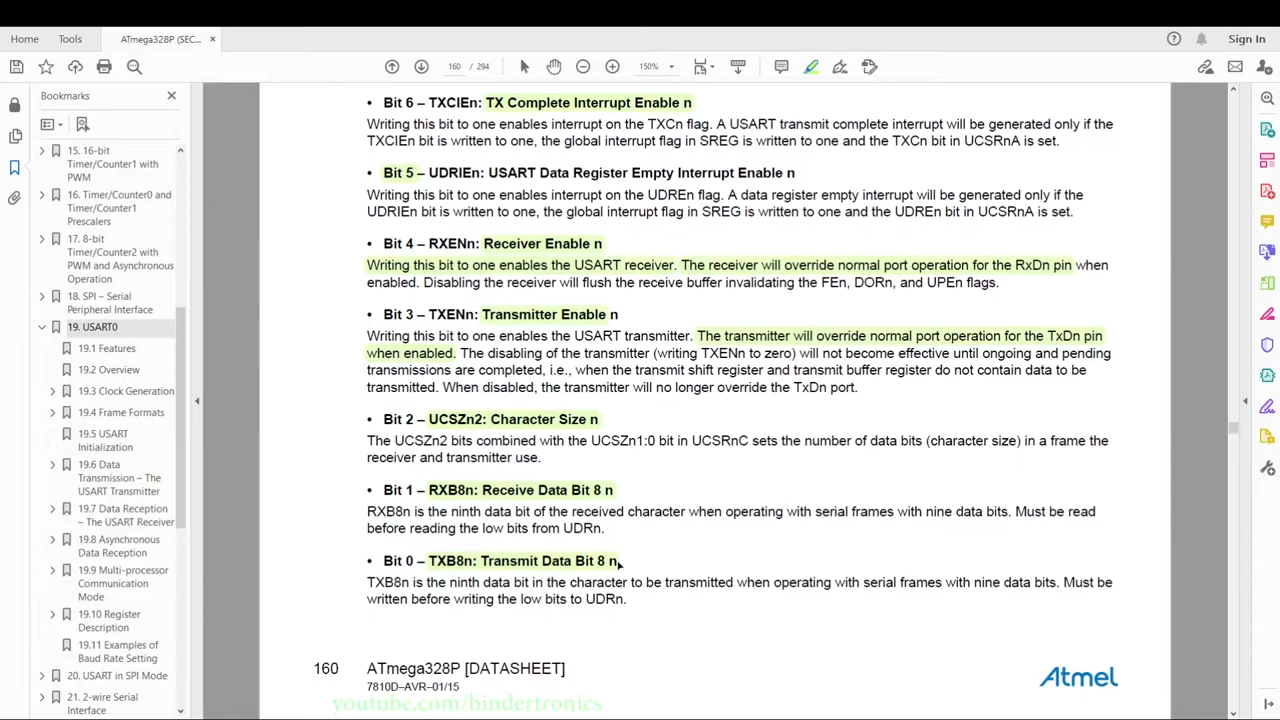 Home
Tools
ATmega328P (SEC...
×
Sign In
160 / 294
150%
Bookmarks
15. 16-bit
Timer/Counter1 with
PWM
16. Timer/Counter0 and
Timer/Counter1
Prescalers
17. 8-bit
Timer/Counter2 with
PWM and Asynchronous
Operation
18. SPI – Serial
Peripheral Interface
19. USART0
19.1 Features
19.2 Overview
19.3 Clock Generation
19.4 Frame Formats
19.5 USART
Initialization
19.6 Data
Transmission – The
USART Transmitter
19.7 Data Reception
– The USART Receiver
19.8 Asynchronous
Data Reception
19.9 Multi-processor
Communication
Mode
19.10 Register
Description
19.11 Examples of
Baud Rate Setting
20. USART in SPI Mode
21. 2-wire Serial
Interface
• Bit 6 – TXCIEn: TX Complete Interrupt Enable n
Writing this bit to one enables interrupt on the TXCn flag. A USART transmit complete interrupt will be generated only if the
TXCIEn bit is written to one, the global interrupt flag in SREG is written to one and the TXCn bit in UCSRnA is set.
• Bit 5 – UDRIEn: USART Data Register Empty Interrupt Enable n
Writing this bit to one enables interrupt on the UDREn flag. A data register empty interrupt will be generated only if the
UDRIEn bit is written to one, the global interrupt flag in SREG is written to one and the UDREn bit in UCSRnA is set.
• Bit 4 – RXENn: Receiver Enable n
Writing this bit to one enables the USART receiver. The receiver will override normal port operation for the RxDn pin when
enabled. Disabling the receiver will flush the receive buffer invalidating the FEn, DORn, and UPEn flags.
• Bit 3 – TXENn: Transmitter Enable n
Writing this bit to one enables the USART transmitter. The transmitter will override normal port operation for the TxDn pin
when enabled. The disabling of the transmitter (writing TXENn to zero) will not become effective until ongoing and pending
transmissions are completed, i.e., when the transmit shift register and transmit buffer register do not contain data to be
transmitted. When disabled, the transmitter will no longer override the TxDn port.
• Bit 2 – UCSZn2: Character Size n
The UCSZn2 bits combined with the UCSZn1:0 bit in UCSRnC sets the number of data bits (character size) in a frame the
receiver and transmitter use.
• Bit 1 – RXB8n: Receive Data Bit 8 n
RXB8n is the ninth data bit of the received character when operating with serial frames with nine data bits. Must be read
before reading the low bits from UDRn.
• Bit 0 – TXB8n: Transmit Data Bit 8 n
TXB8n is the ninth data bit in the character to be transmitted when operating with serial frames with nine data bits. Must be
written before writing the low bits to UDRn.
160 ATmega328P [DATASHEET]
7810D–AVR–01/15
Atmel
youtube.com/bindertronics